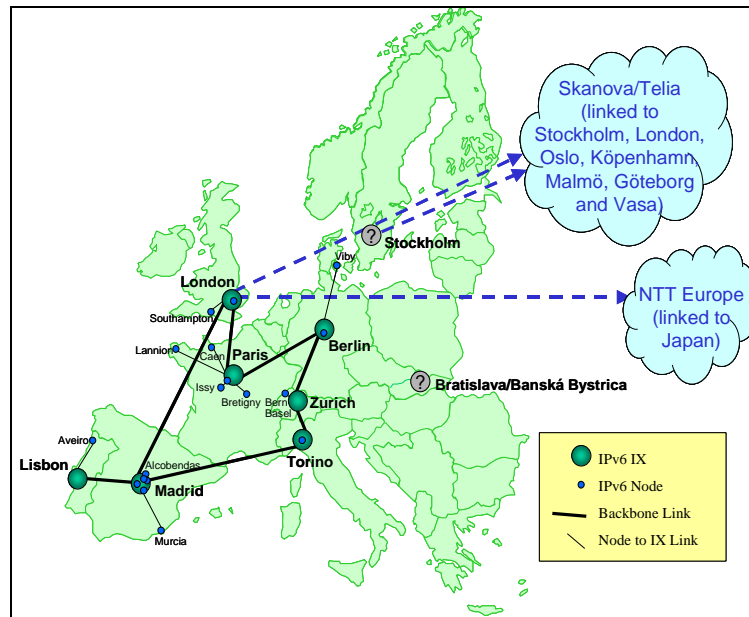 Skanova/Telia
(linked to
Stockholm, London,
Oslo, Köpenhamn,
Malmö, Göteborg
and Vasa)
?
Stockholm
Viby
London
NTT Europe
(linked to
Japan)
Southampton
Berlin
Lannion
Caen
Paris
?
Bratislava/Banská Bystrica
Issy
Bretigny
Bern
Basel
Zurich
Aveiro
Torino
Alcobendas
Lisbon
Madrid
Murcia
IPv6 IX
IPv6 Node
Backbone Link
Node to IX Link